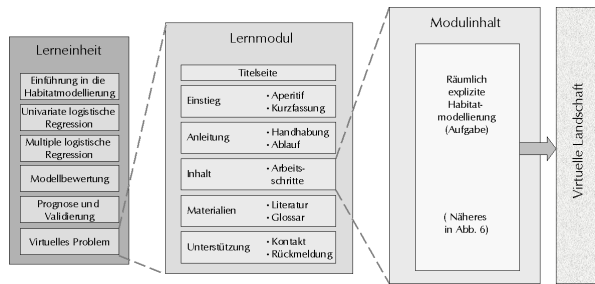 Lerneinheit
Einführung in die
Habitatmodellierung
Univariate logistische
Regression
Multiple logistische
Regression
Modellbewertung
Prognose und
Validierung
Virtuelles Problem
Lernmodul
Titelseite
Einstieg
• Aperitif
• Kurzfassung
Anleitung
• Handhabung
• Ablauf
Inhalt
• Arbeits-
schritte
Materialien
• Literatur
• Glossar
Unterstützung
• Kontakt
• Rückmeldung
Modulinhalt
Räumlich
explizite
Habitat-
modellierung
(Aufgabe)
( Näheres
in Abb. 6)
Virtuelle Landschaft